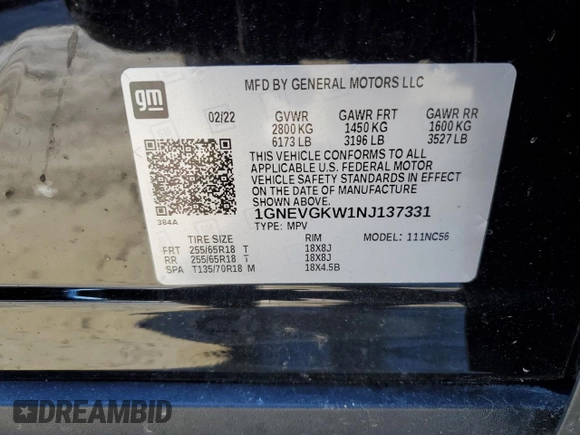 gm
MFD BY GENERAL MOTORS LLC
02/22 GVWR GAWR FRT GAWR RR
2800 KG 1450 KG 1600 KG
6173 LB 3196 LB 3527 LB
THIS VEHICLE CONFORMS TO ALL
APPLICABLE U.S. FEDERAL MOTOR
VEHICLE SAFETY STANDARDS IN EFFECT
ON THE DATE OF MANUFACTURE
SHOWN ABOVE.
384A
1GNEVGKW1NJ137331
TYPE: MPV
TIRE SIZE RIM MODEL: 111NC56
FRT 255/65R18 T 18X8J
RR 255/65R18 T 18X8J
SPA T135/70R18 M 18X4.5B
DREAMBID